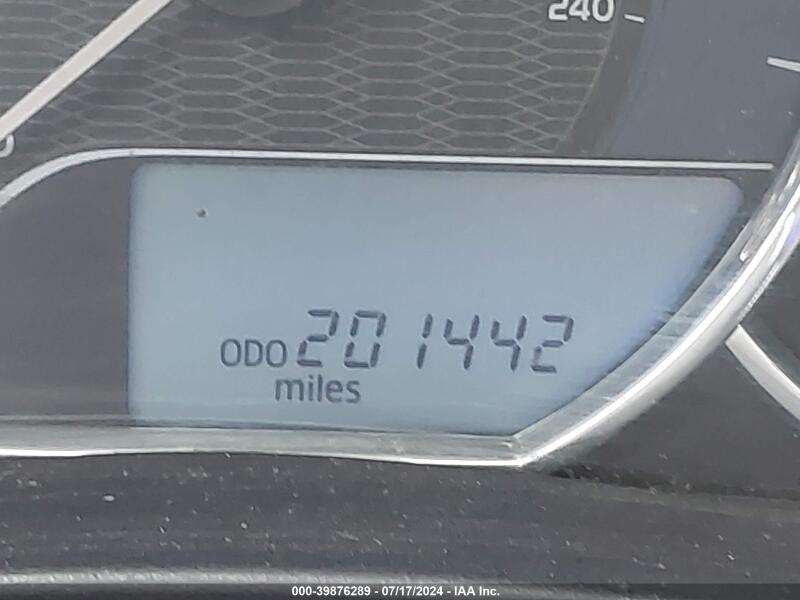 240
ODO 201442
miles
000-39876289 - 07/17/2024 - IAA Inc.